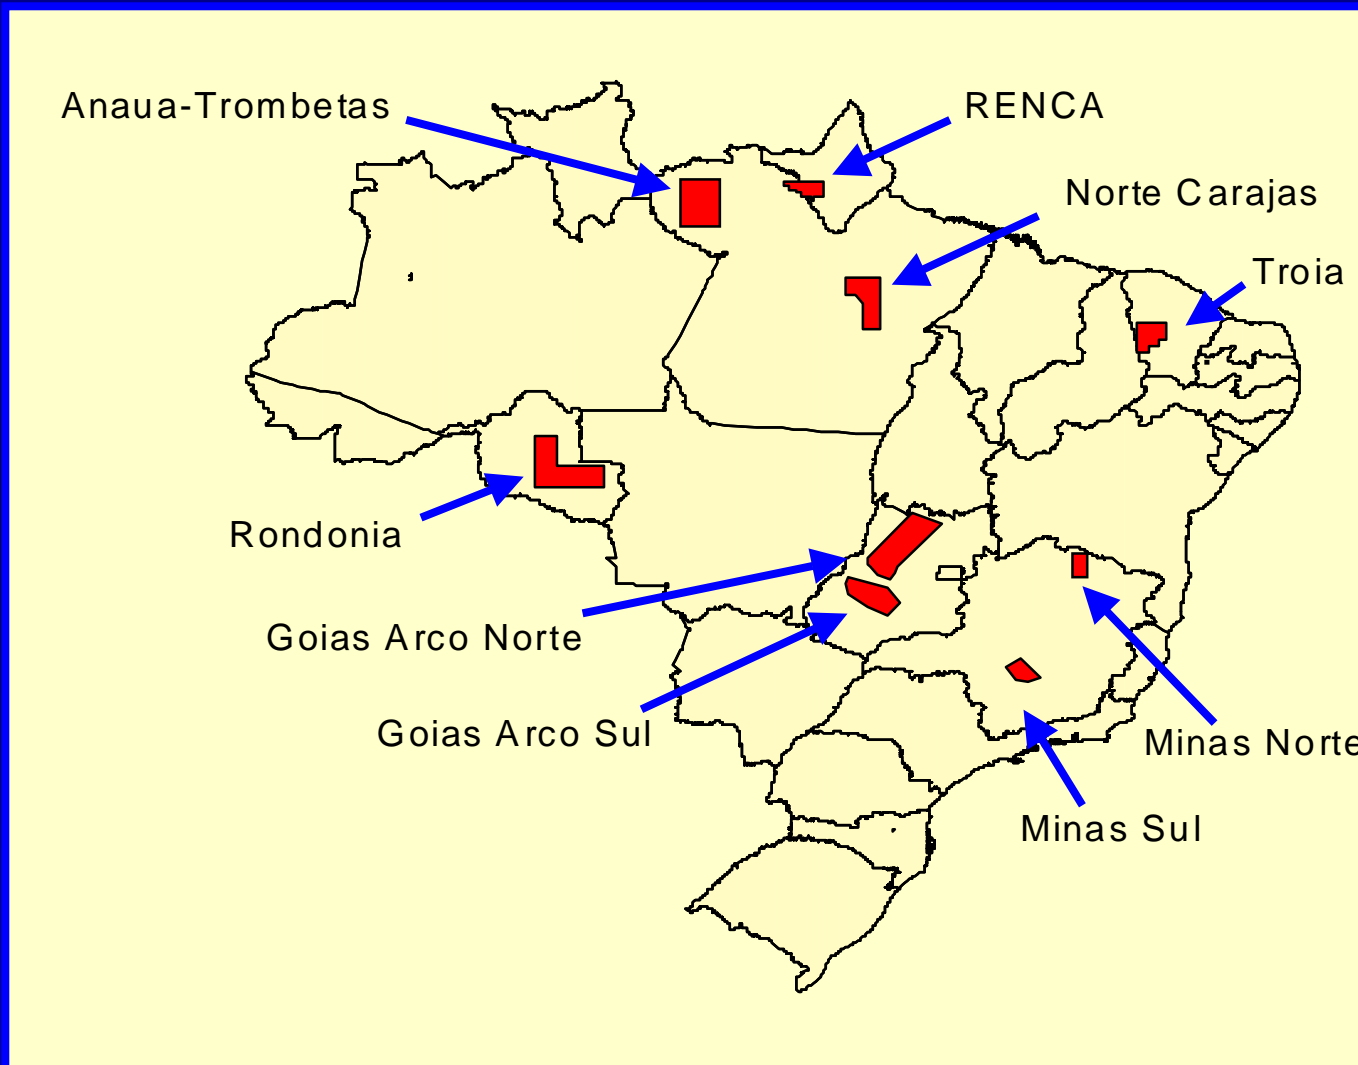 Anaua-Trombetas
RENCA
Norte Carajas
Troia
Rondonia
Goias Arco Norte
Goias Arco Sul
Minas Norte
Minas Sul